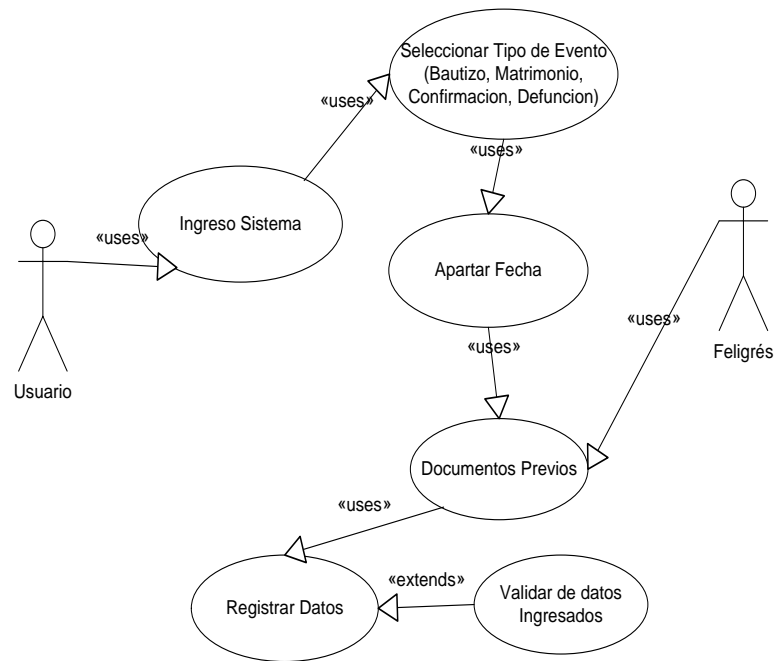 Seleccionar Tipo de Evento
(Bautizo, Matrimonio,
Confirmacion, Defuncion)
«uses»
«uses»
Ingreso Sistema
«uses»
Usuario
Apartar Fecha
«uses»
«uses»
Feligrés
Documentos Previos
«uses»
Registrar Datos
«extends»
Validar de datos
Ingresados